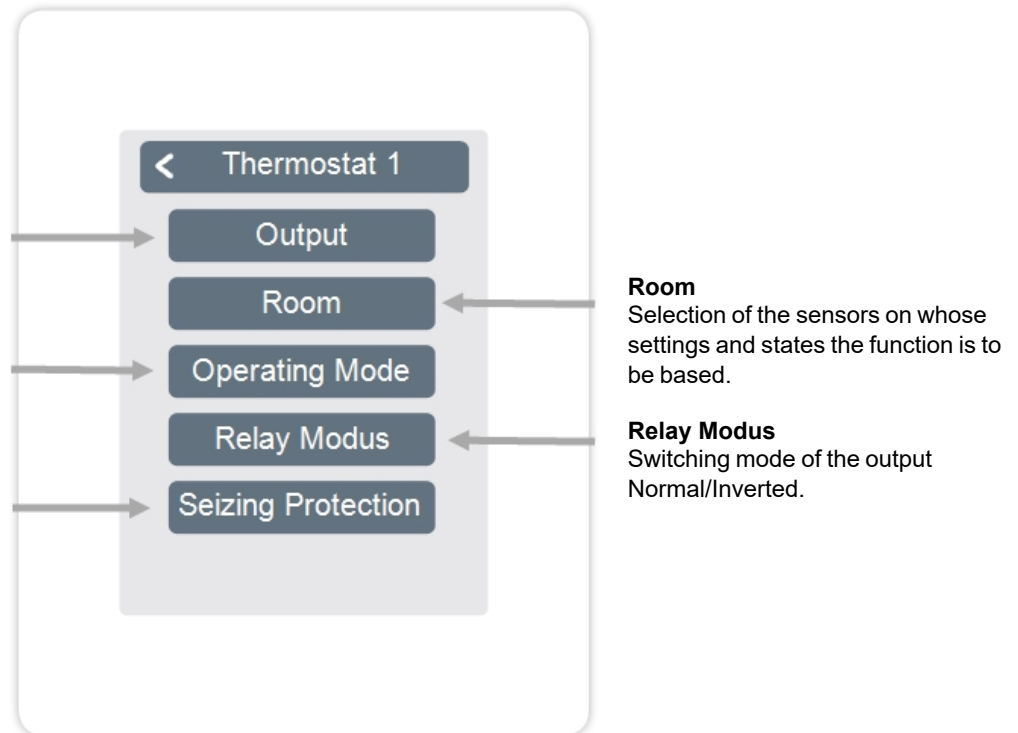 < Thermostat 1
Output
Room
Operating Mode
Relay Modus
Seizing Protection
Room
Selection of the sensors on whose
settings and states the function is to
be based.
Relay Modus
Switching mode of the output
Normal/Inverted.